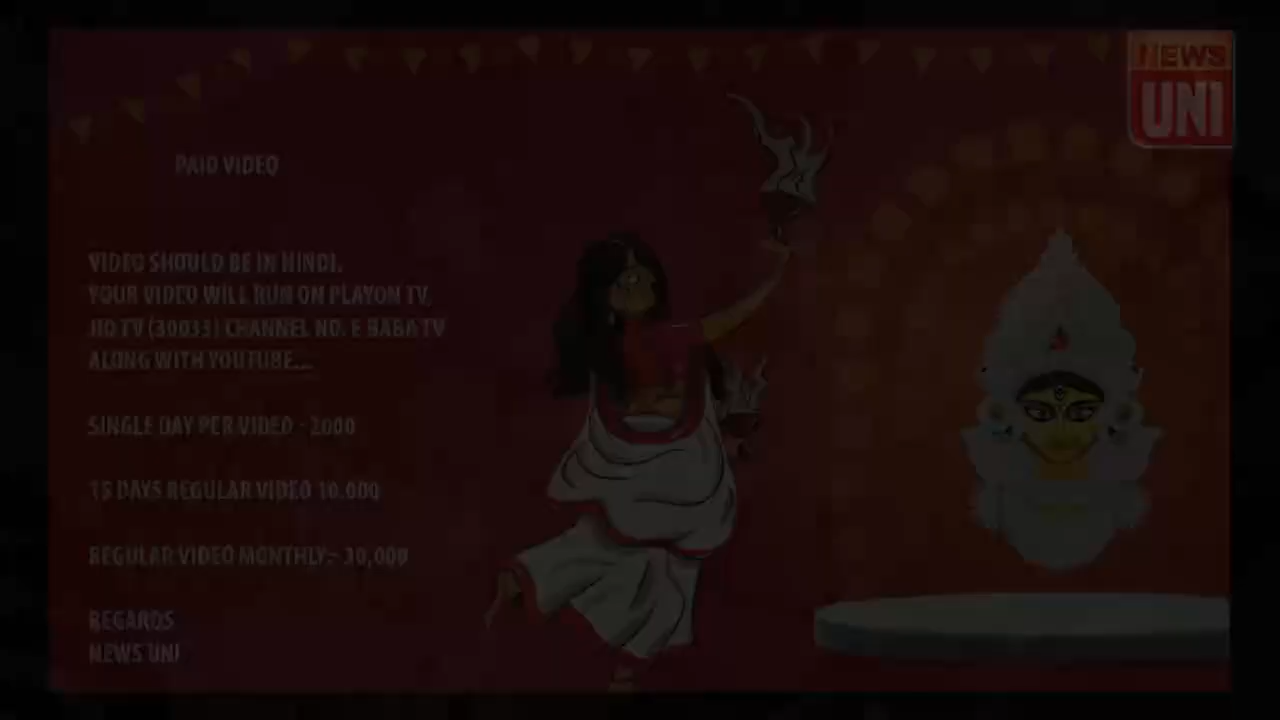 NEWS
UNI
PAID VIDEO
VIDEO SHOULD BE IN HINDI.
YOUR VIDEO WILL RUN ON PLAYON TV,
JIO TV (30035) CHANNEL NO. E BABA TV
ALONG WITH YOUTUBE...
SINGLE DAY PER VIDEO - 2000
15 DAYS REGULAR VIDEO 10,000
REGULAR VIDEO MONTHLY:- 30,000
REGARDS
NEWS UNI